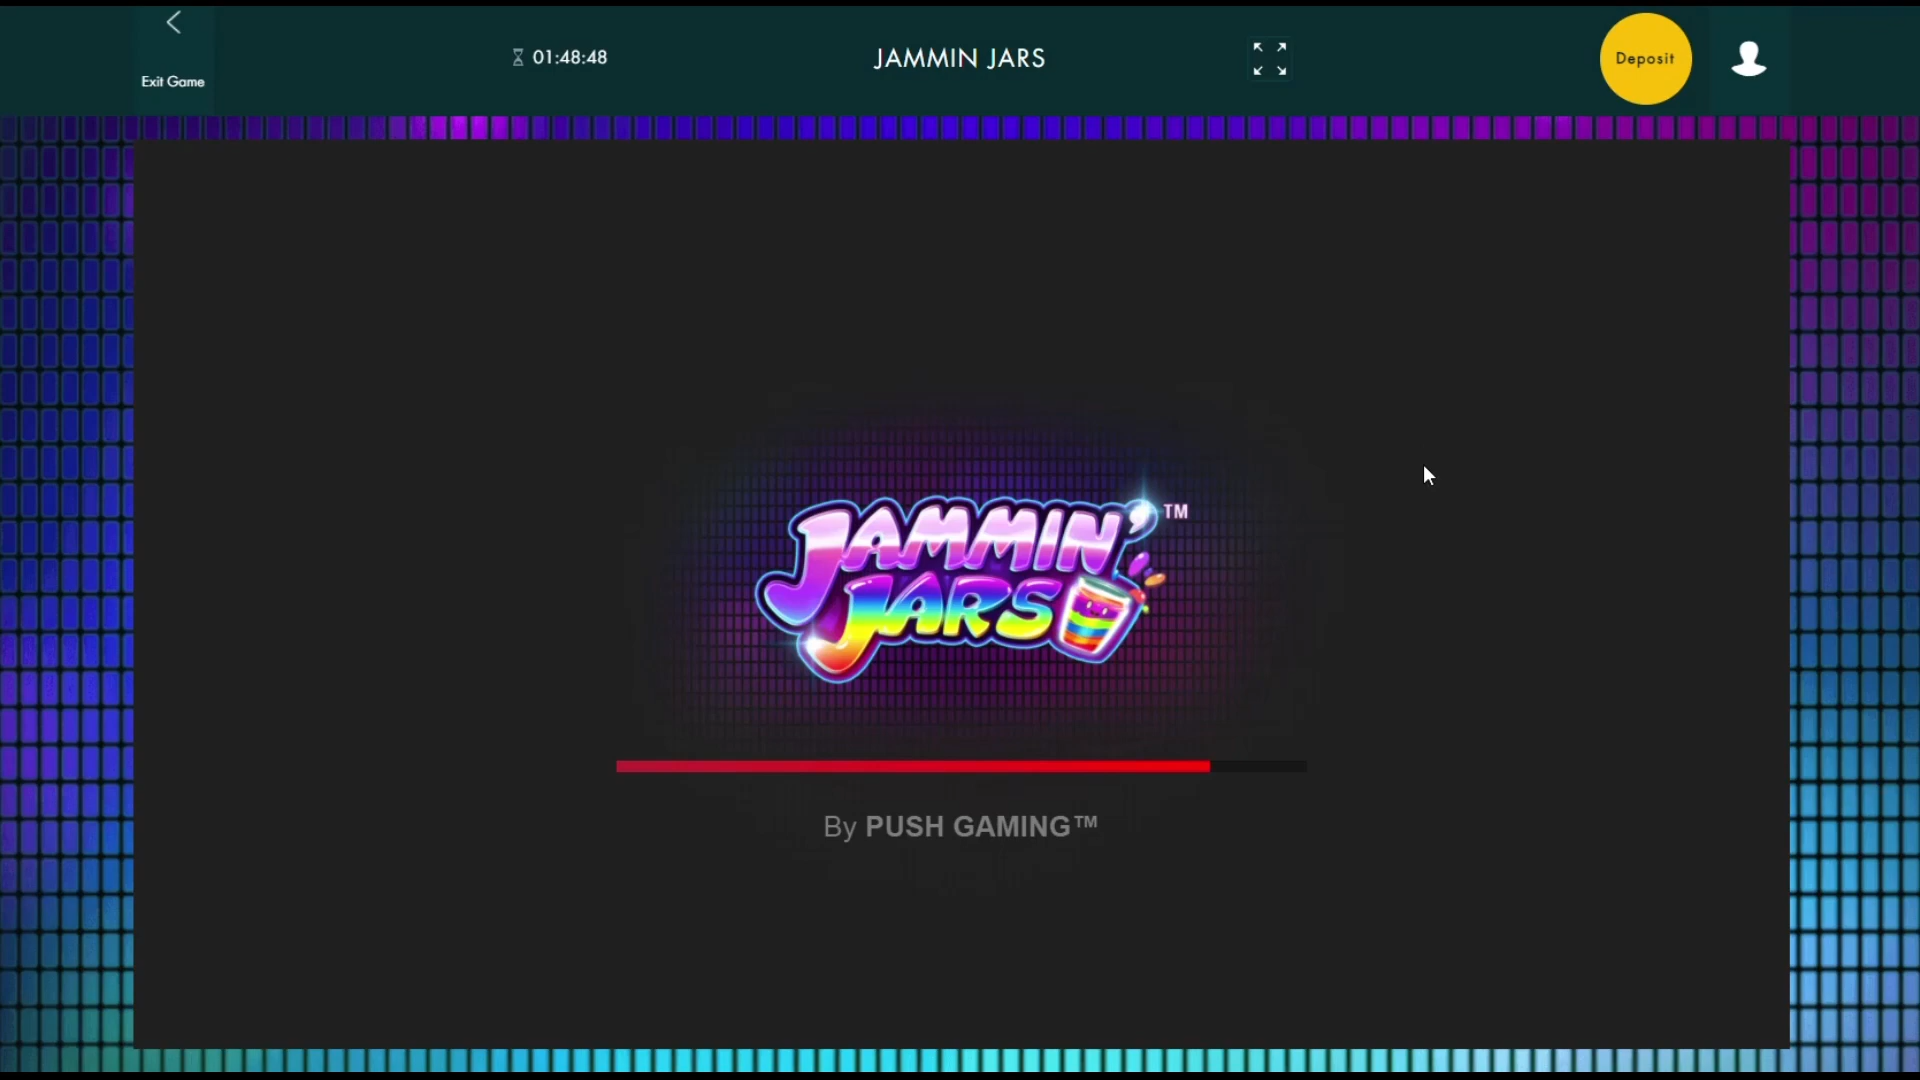 Exit Game
01:48:48
JAMMIN JARS
Deposit
JAMMIN' ™
JARS
By PUSH GAMING™